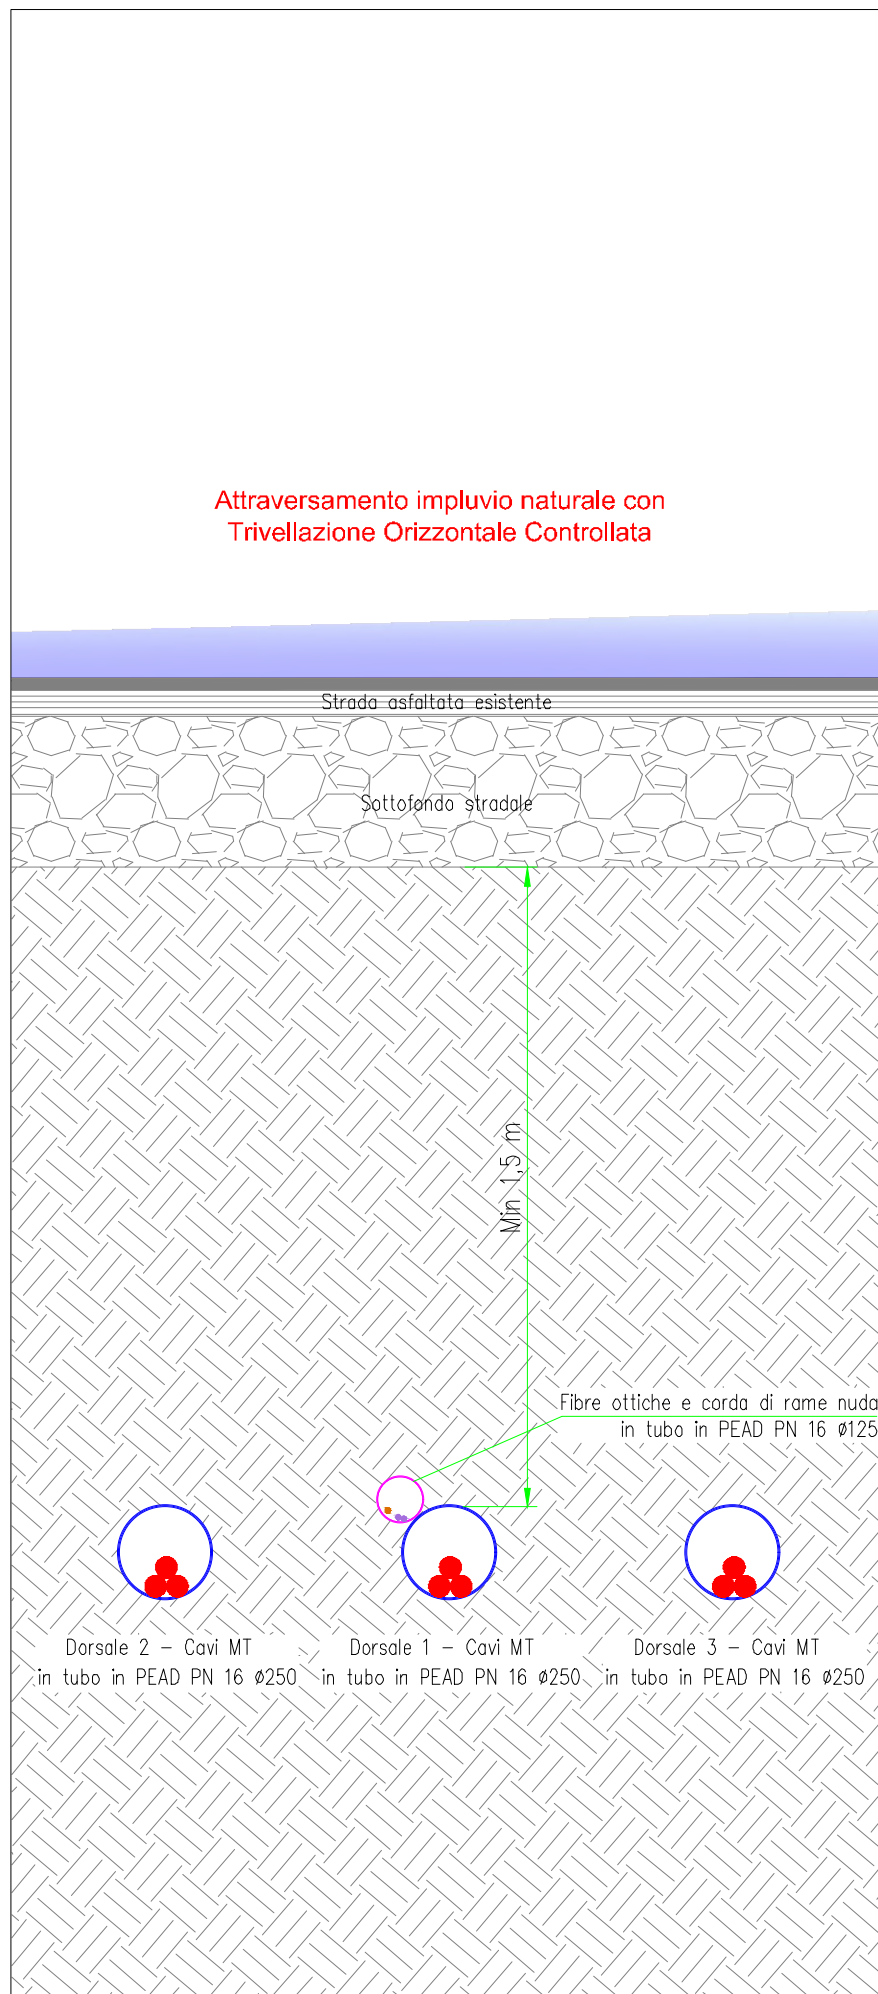 Attraversamento impluvio naturale con
Trivellazione Orizzontale Controllata
Strada asfaltata esistente
Sottofondo stradale
Min 1,5 m
Fibre ottiche e corda di rame nuda
in tubo in PEAD PN 16 Ø125
Dorsale 2 - Cavi MT
in tubo in PEAD PN 16 Ø250
Dorsale 1 - Cavi MT
in tubo in PEAD PN 16 Ø250
Dorsale 3 - Cavi MT
in tubo in PEAD PN 16 Ø250